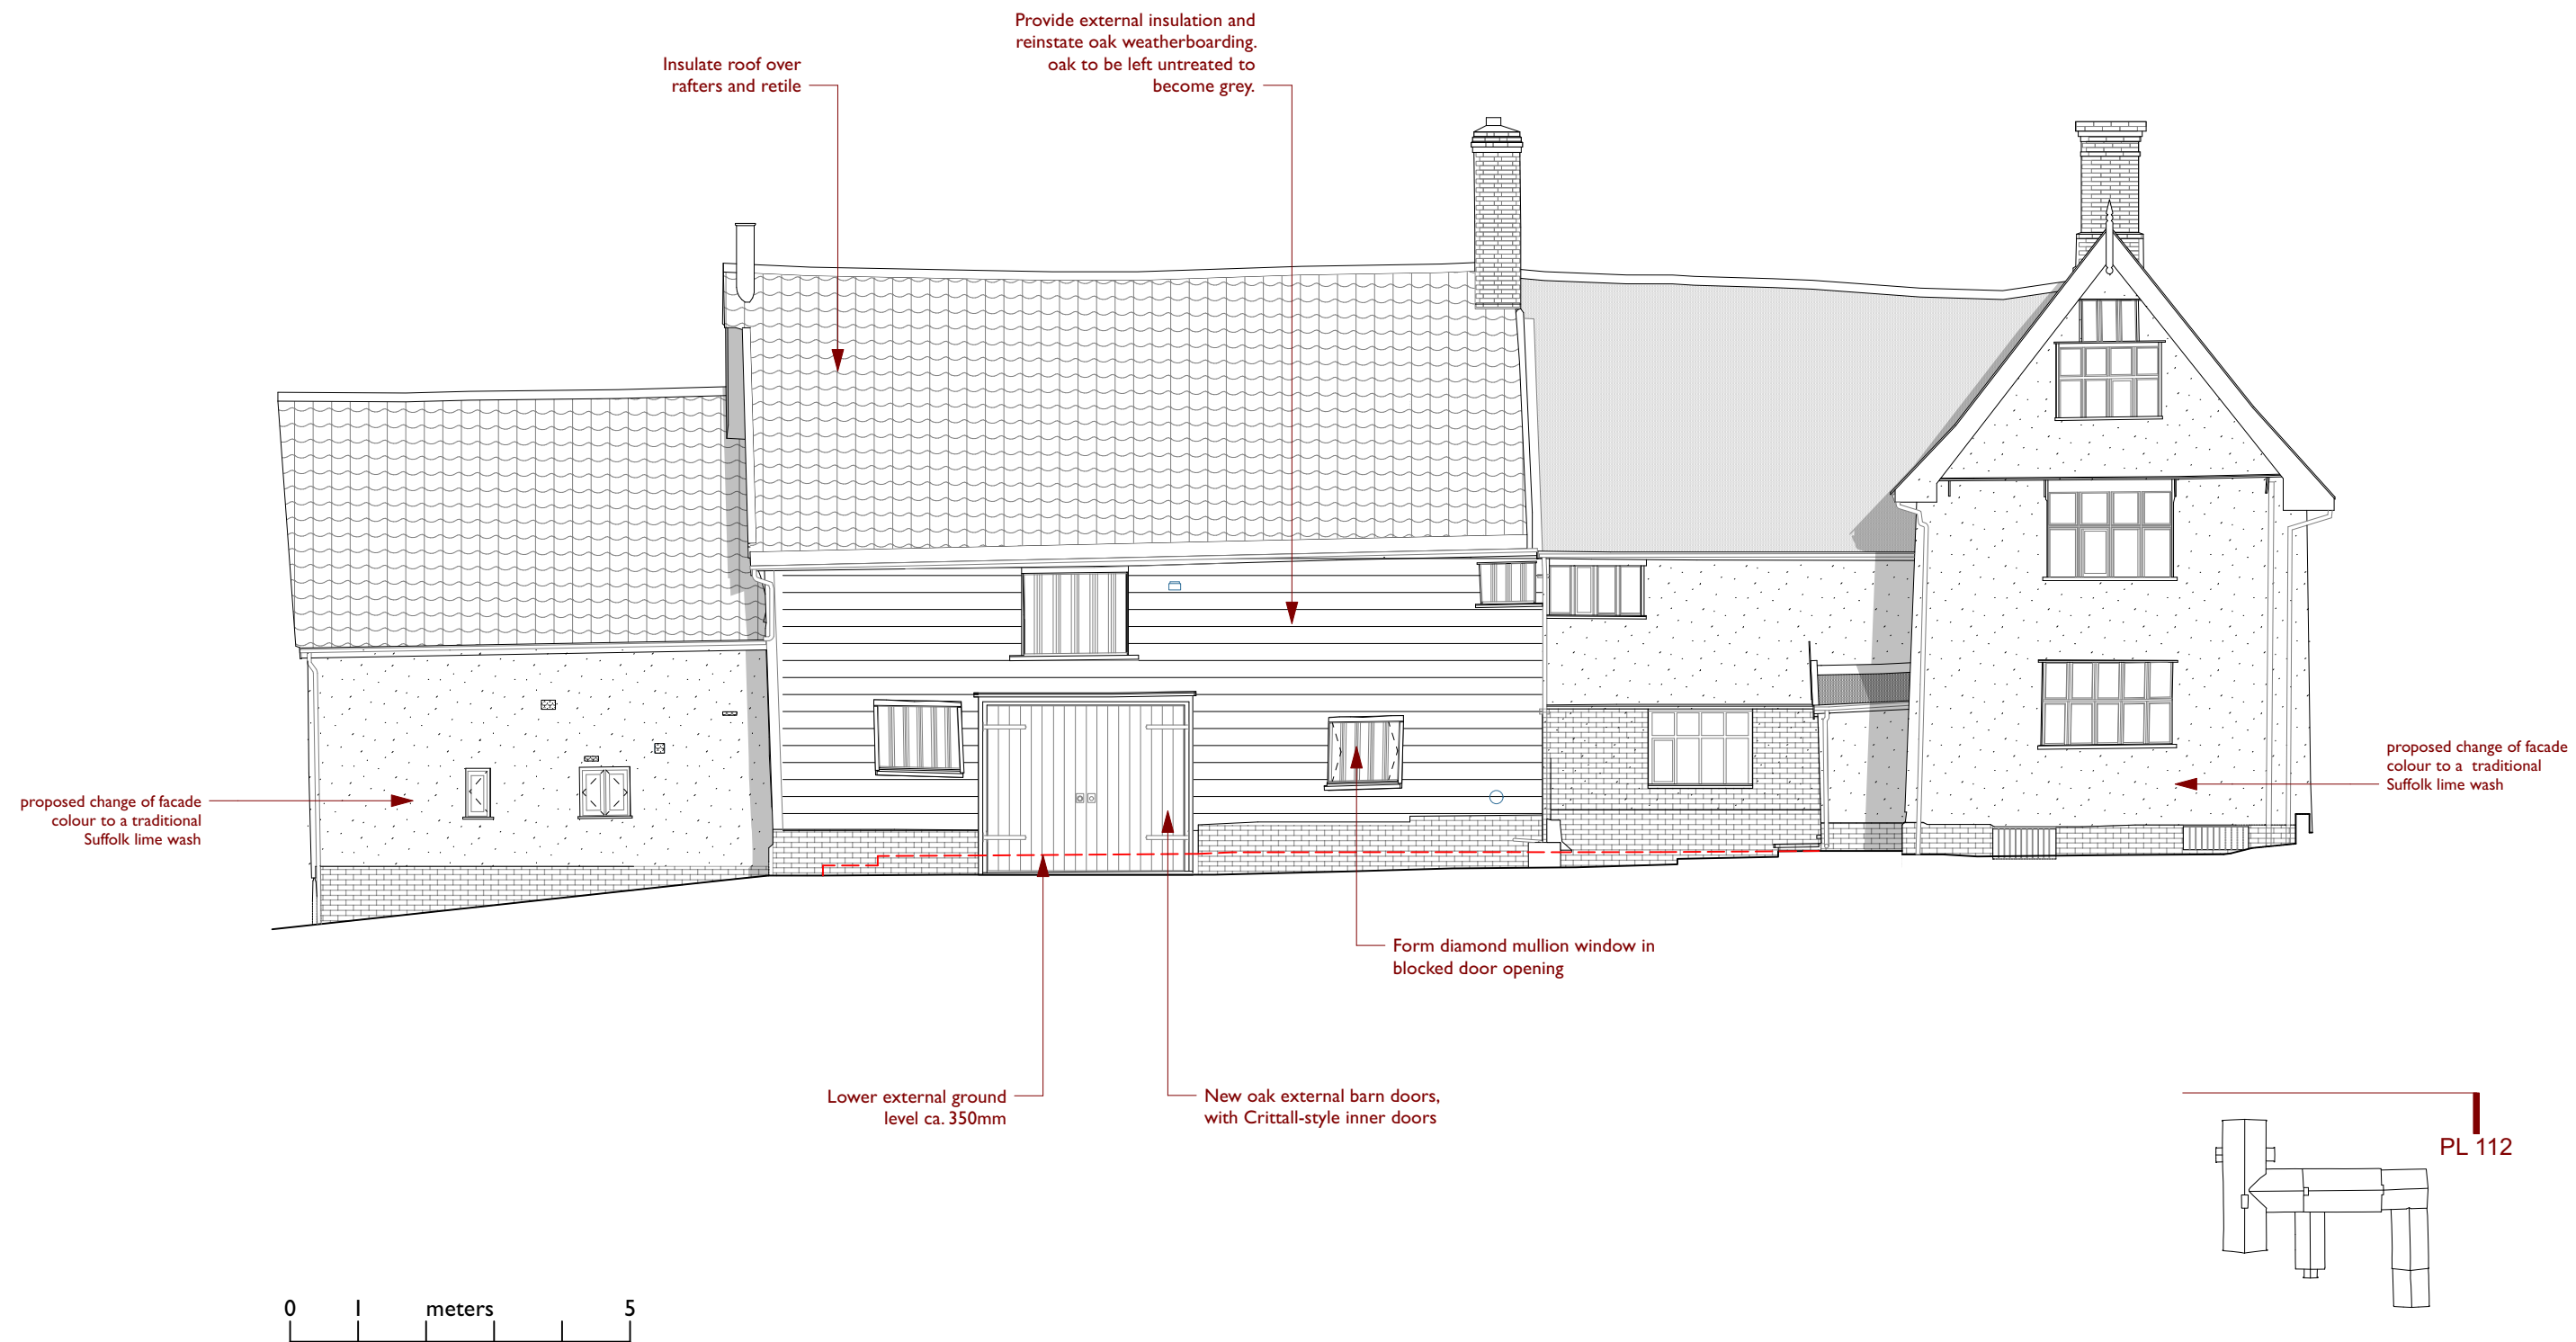 Provide external insulation and
reinstate oak weatherboarding.
oak to be left untreated to
become grey.
Insulate roof over
rafters and retile
proposed change of facade
colour to a traditional
Suffolk lime wash
proposed change of facade
colour to a traditional
Suffolk lime wash
Form diamond mullion window in
blocked door opening
Lower external ground
level ca. 350mm
New oak external barn doors,
with Crittall-style inner doors
PL 112
0 1 meters 5